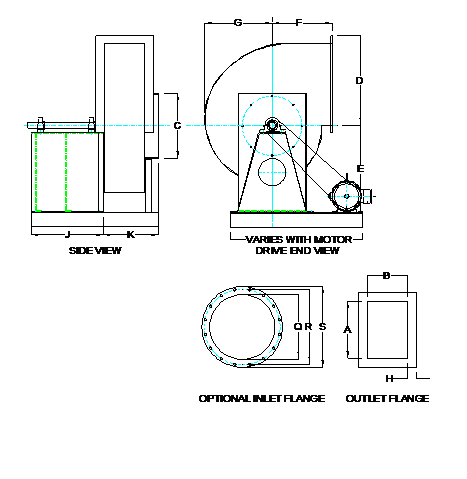 G F
D
C
E
J K
SIDE VIEW
VARIES WITH MOTOR
DRIVE END VIEW
B
Q R S
A
H
OPTIONAL INLET FLANGE
OUTLET FLANGE